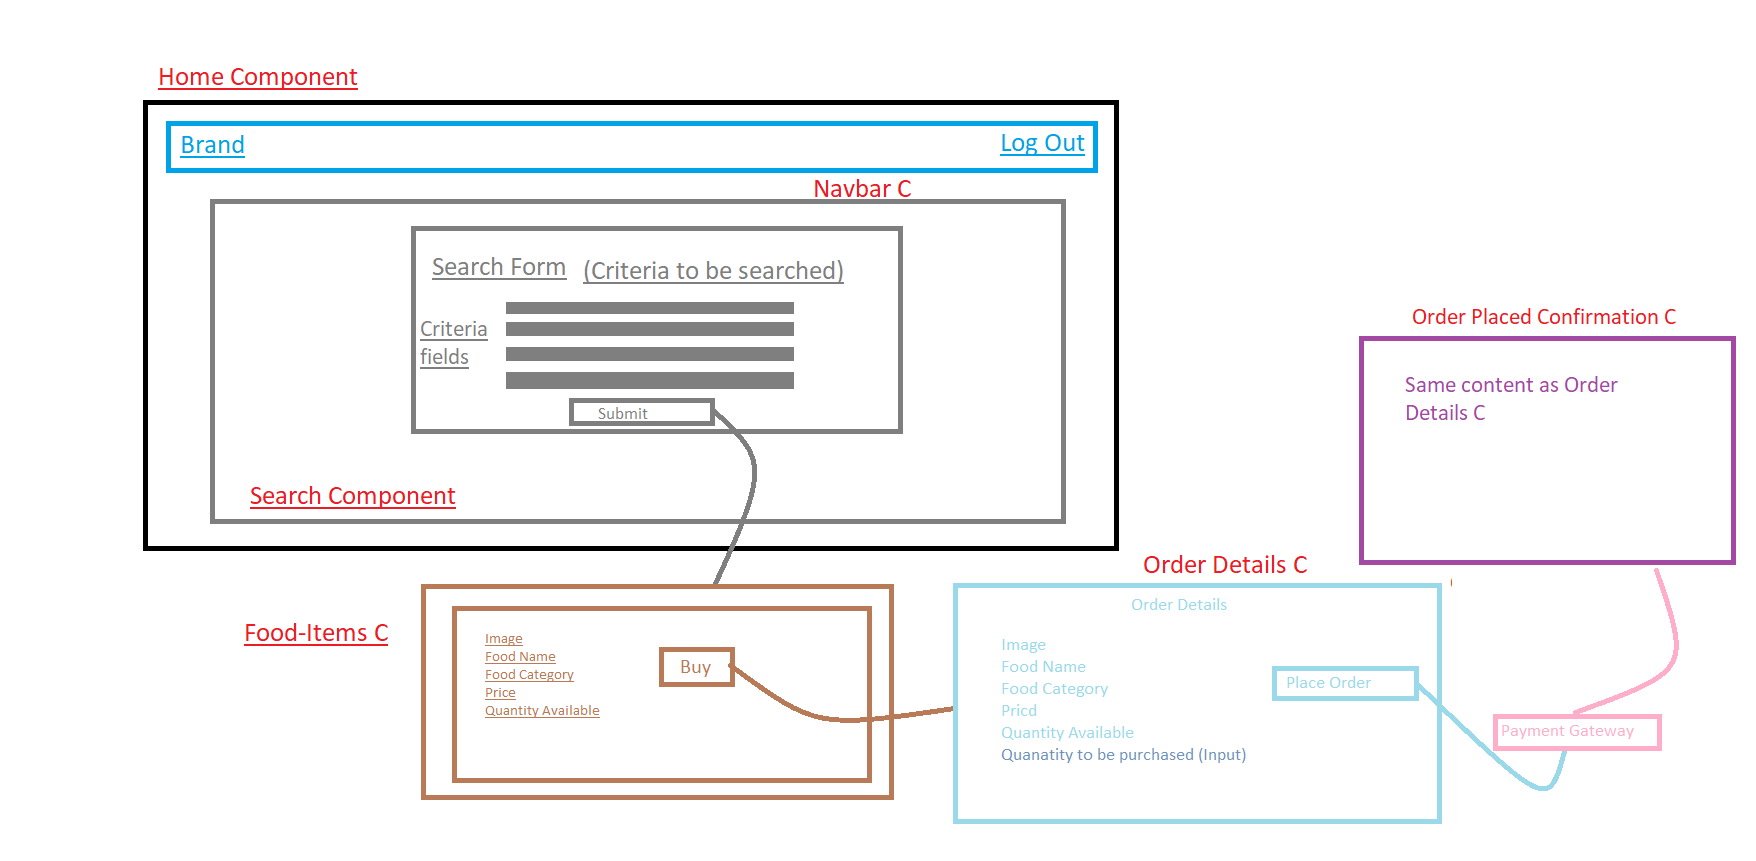 Home Component
Brand
Log Out
Navbar C
Search Form (Criteria to be searched)
Criteria
fields
Submit
Search Component
Order Placed Confirmation C
Same content as Order
Details C
Food-Items C
Image
Food Name
Food Category
Price
Quantity Available
Buy
Order Details C
Order Details
Image
Food Name
Food Category
Pricd
Quantity Available
Quanatity to be purchased (Input)
Place Order
Payment Gateway